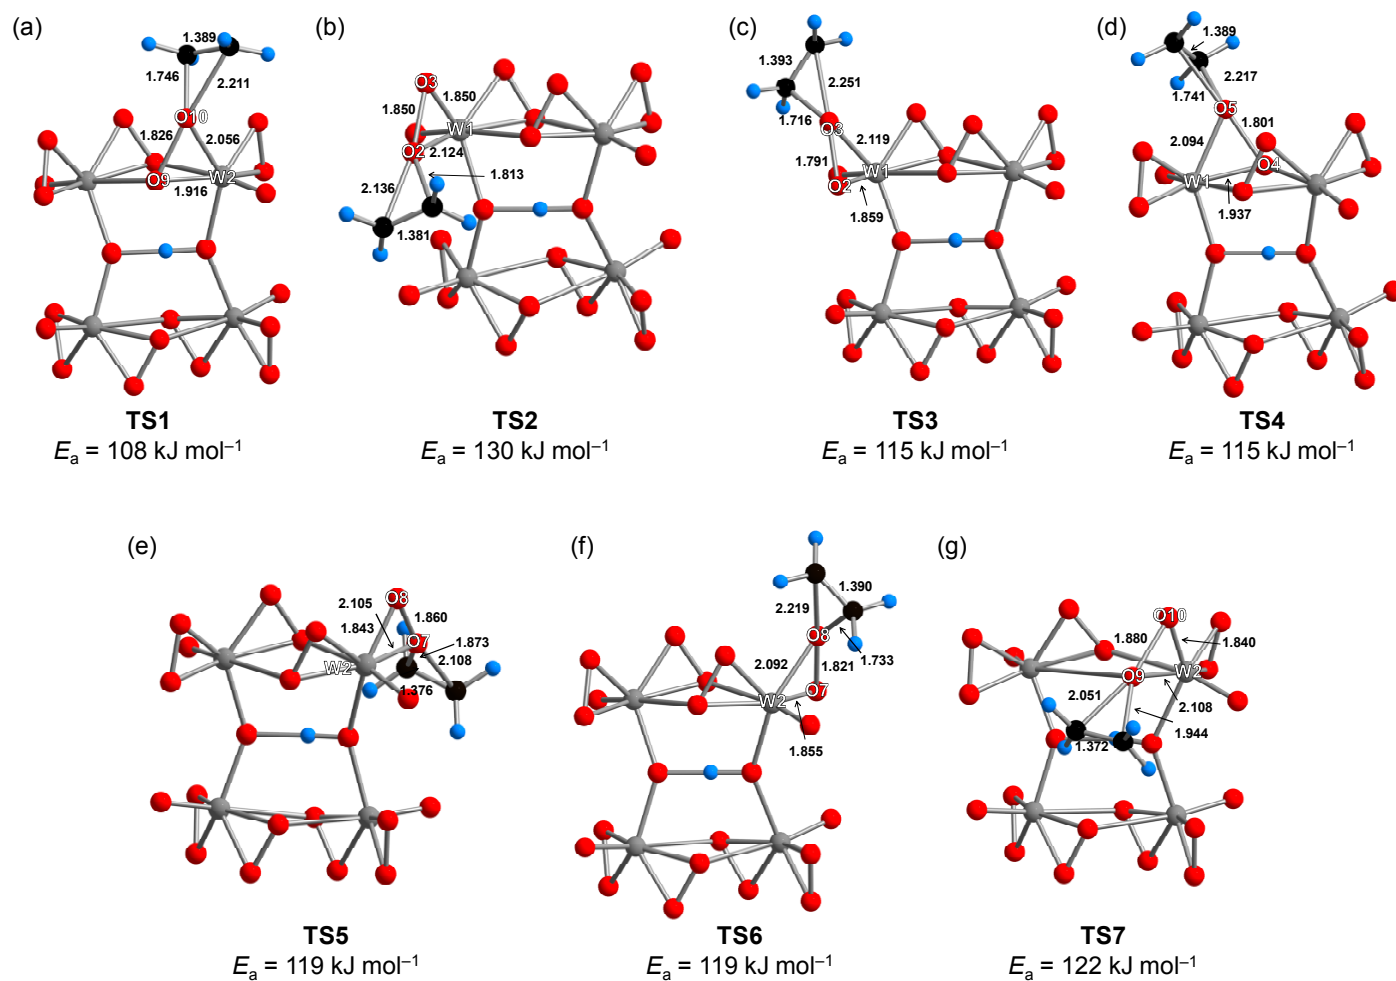 (a)
1.389
1.746
2.211
O10
1.826
2.056
O9
1.916
W2
TS1
Ea = 108 kJ mol–1
(b)
O3
1.850
1.850
W1
O2
2.124
1.813
2.136
1.381
TS2
Ea = 130 kJ mol–1
(c)
1.393
2.251
1.716
O3
2.119
1.791
W1
O2
1.859
TS3
Ea = 115 kJ mol–1
(d)
1.389
2.217
1.741
O5
1.801
2.094
O4
W1
1.937
TS4
Ea = 115 kJ mol–1
(e)
O8
2.105
1.860
1.843
O7
1.873
W2
2.108
1.376
TS5
Ea = 119 kJ mol–1
(f)
1.390
2.219
O8
1.733
2.092
1.821
O7
W2
1.855
TS6
Ea = 119 kJ mol–1
(g)
O10
1.880
1.840
W2
O9
2.051
2.108
1.944
1.372
TS7
Ea = 122 kJ mol–1